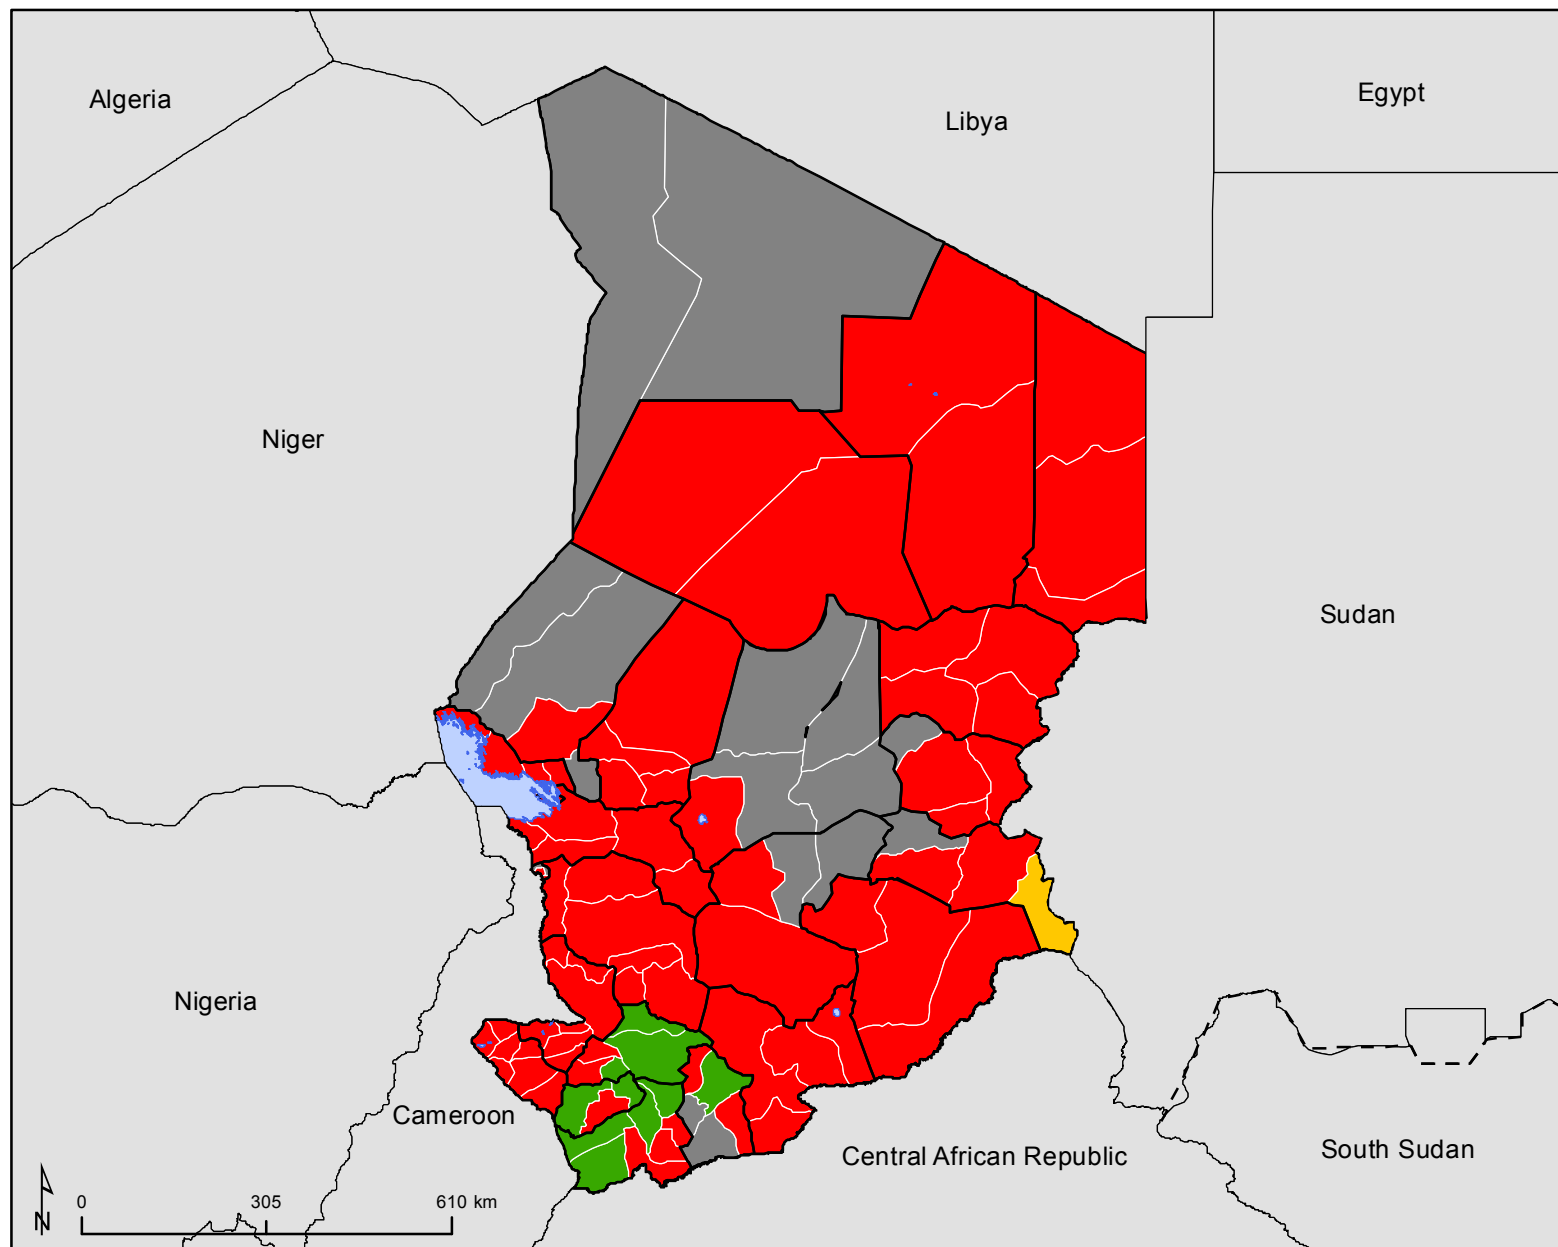 Algeria
Libya
Egypt
Niger
Sudan
Nigeria
Cameroon
Central African Republic
South Sudan
N
0 305 610 km